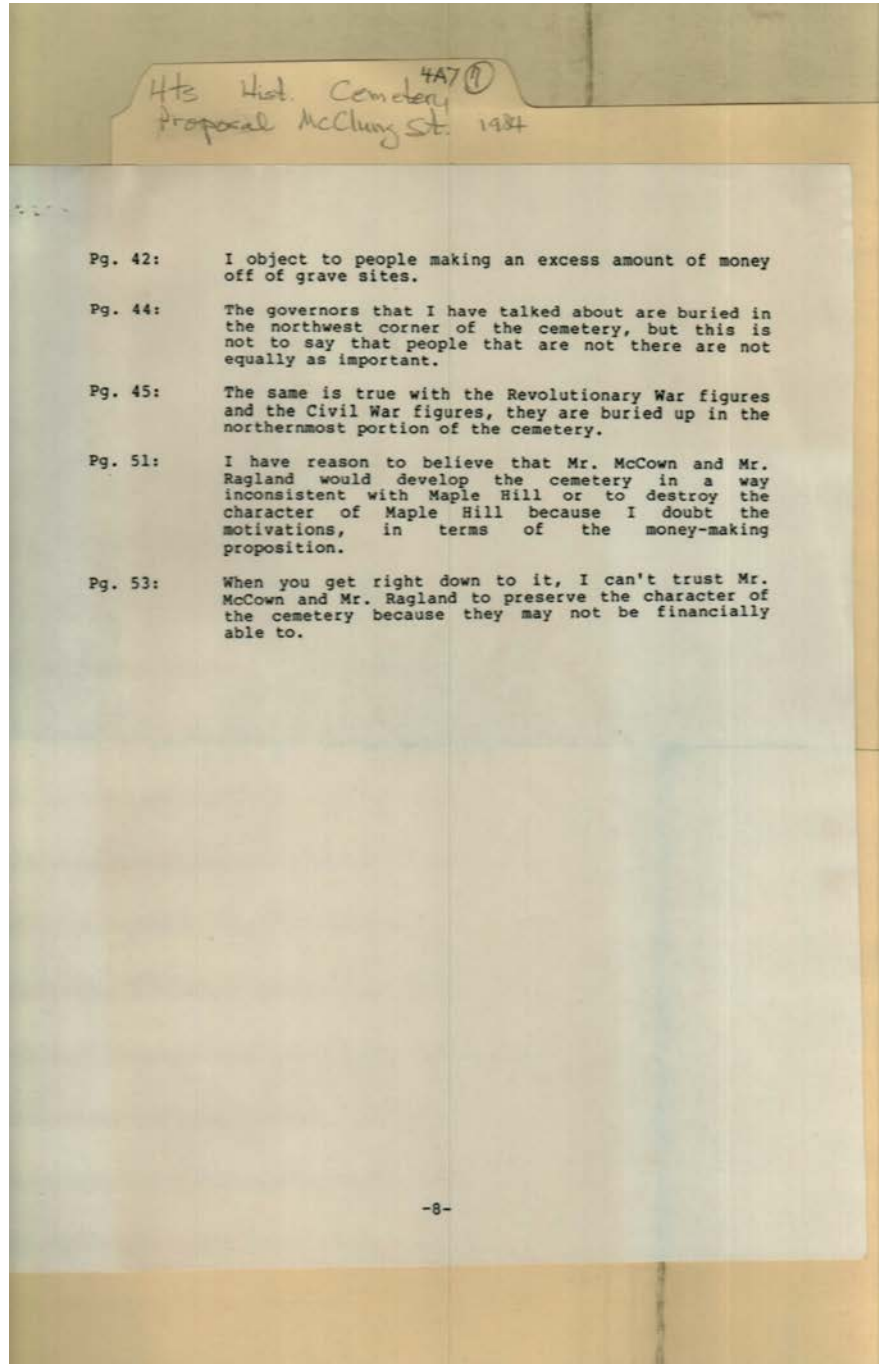 4A7 7
Hts Hist. Cemetery
Proposal McClung St. 1984
Pg. 42: I object to people making an excess amount of money
off of grave sites.
Pg. 44: The governors that I have talked about are buried in
the northwest corner of the cemetery, but this is
not to say that people that are not there are not
equally as important.
Pg. 45: The same is true with the Revolutionary War figures
and the Civil War figures, they are buried up in the
northernmost portion of the cemetery.
Pg. 51: I have reason to believe that Mr. McCown and Mr.
Ragland would develop the cemetery in a way
inconsistent with Maple Hill or to destroy the
character of Maple Hill because I doubt the
motivations, in terms of the money-making
proposition.
Pg. 53: When you get right down to it, I can't trust Mr.
McCown and Mr. Ragland to preserve the character of
the cemetery because they may not be financially
able to.
-8-